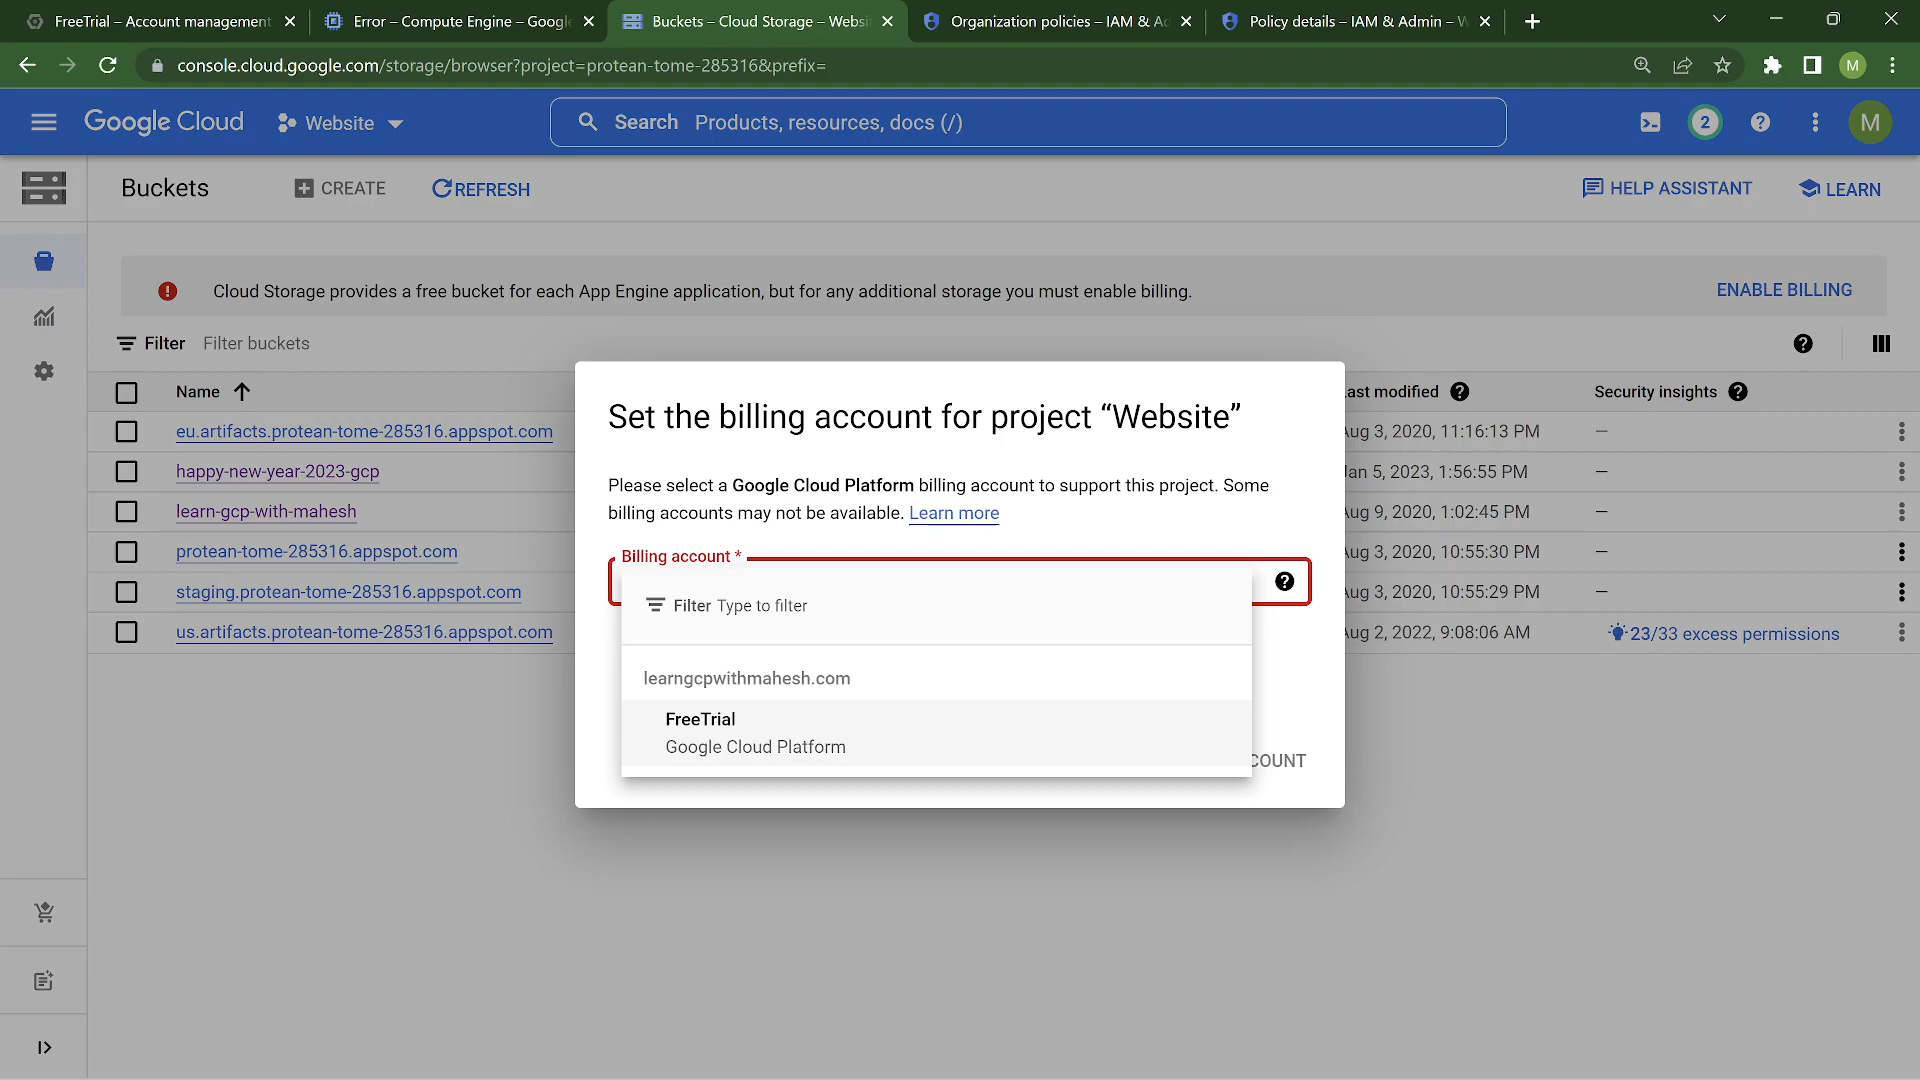 FreeTrial – Account management
Error – Compute Engine – Google
Buckets – Cloud Storage – Websi
Organization policies – IAM & Ad
Policy details – IAM & Admin – W
console.cloud.google.com/storage/browser?project=protean-tome-285316&prefix=
M
Google Cloud
Website
Search Products, resources, docs (/)
2
M
Buckets
CREATE
REFRESH
HELP ASSISTANT
LEARN
Cloud Storage provides a free bucket for each App Engine application, but for any additional storage you must enable billing.
ENABLE BILLING
Filter Filter buckets
Name
Last modified
Security insights
eu.artifacts.protean-tome-285316.appspot.com
Aug 3, 2020, 11:16:13 PM
—
happy-new-year-2023-gcp
Jan 5, 2023, 1:56:55 PM
—
learn-gcp-with-mahesh
Aug 9, 2020, 1:02:45 PM
—
protean-tome-285316.appspot.com
Aug 3, 2020, 10:55:30 PM
—
staging.protean-tome-285316.appspot.com
Aug 3, 2020, 10:55:29 PM
—
us.artifacts.protean-tome-285316.appspot.com
Aug 2, 2022, 9:08:06 AM
23/33 excess permissions
Set the billing account for project “Website”
Please select a Google Cloud Platform billing account to support this project. Some
billing accounts may not be available. Learn more
Billing account *
Filter Type to filter
learngcpwithmahesh.com
FreeTrial
Google Cloud Platform
COUNT